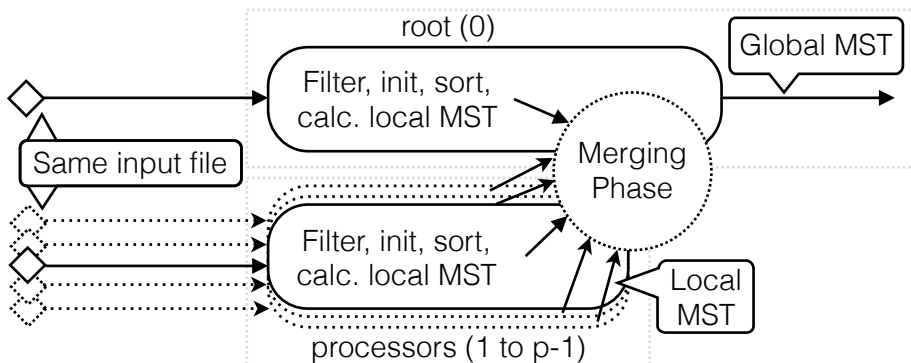 root (0)
Global MST
Filter, init, sort,
calc. local MST
Same input file
Merging
Phase
Filter, init, sort,
calc. local MST
Local
MST
processors (1 to p-1)